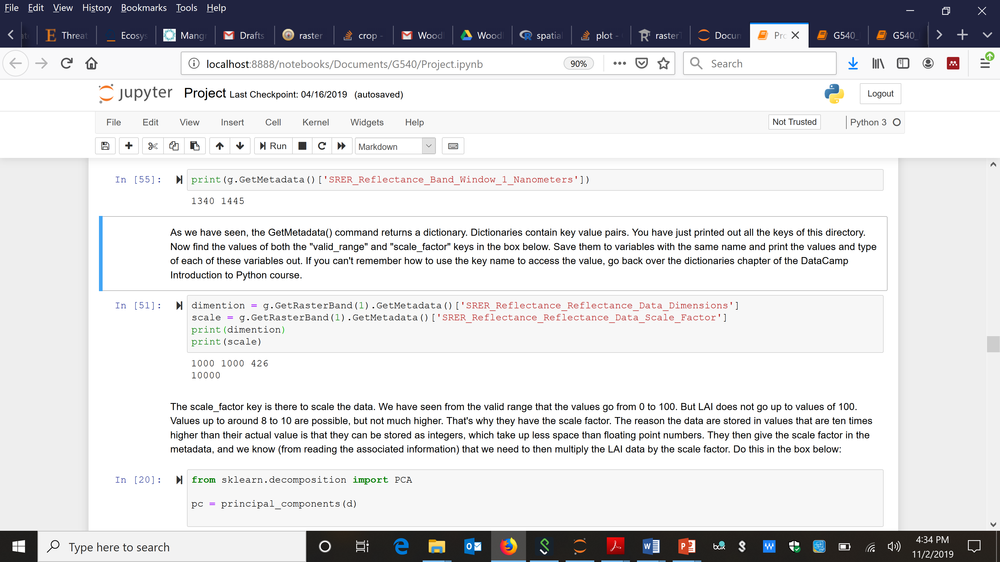 File Edit View History Bookmarks Tools Help
Threat Ecosys Mang Drafts raster crop - Wood Wood spatial plot - raster Docum Pro G540_ G540_
localhost:8888/notebooks/Documents/G540/Project.ipynb 90% Search
jupyter Project Last Checkpoint: 04/16/2019 (autosaved) Logout
File Edit View Insert Cell Kernel Widgets Help Not Trusted Python 3
Run Markdown
In [55]: print(g.GetMetadata()['SRER_Reflectance_Band_Window_1_Nanometers'])
1340 1445
As we have seen, the GetMetadata() command returns a dictionary. Dictionaries contain key value pairs. You have just printed out all the keys of this directory.
Now find the values of both the "valid_range" and "scale_factor" keys in the box below. Save them to variables with the same name and print the values and type
of each of these variables out. If you can't remember how to use the key name to access the value, go back over the dictionaries chapter of the DataCamp
Introduction to Python course.
In [51]: dimention = g.GetRasterBand(1).GetMetadata()['SRER_Reflectance_Reflectance_Data_Dimensions']
scale = g.GetRasterBand(1).GetMetadata()['SRER_Reflectance_Reflectance_Data_Scale_Factor']
print(dimention)
print(scale)
1000 1000 426
10000
The scale_factor key is there to scale the data. We have seen from the valid range that the values go from 0 to 100. But LAI does not go up to values of 100.
Values up to around 8 to 10 are possible, but not much higher. That's why they have the scale factor. The reason the data are stored in values that are ten times
higher than their actual value is that they can be stored as integers, which take up less space than floating point numbers. They then give the scale factor in the
metadata, and we know (from reading the associated information) that we need to then multiply the LAI data by the scale factor. Do this in the box below:
In [20]: from sklearn.decomposition import PCA
pc = principal_components(d)
Type here to search box 4:34 PM
11/2/2019